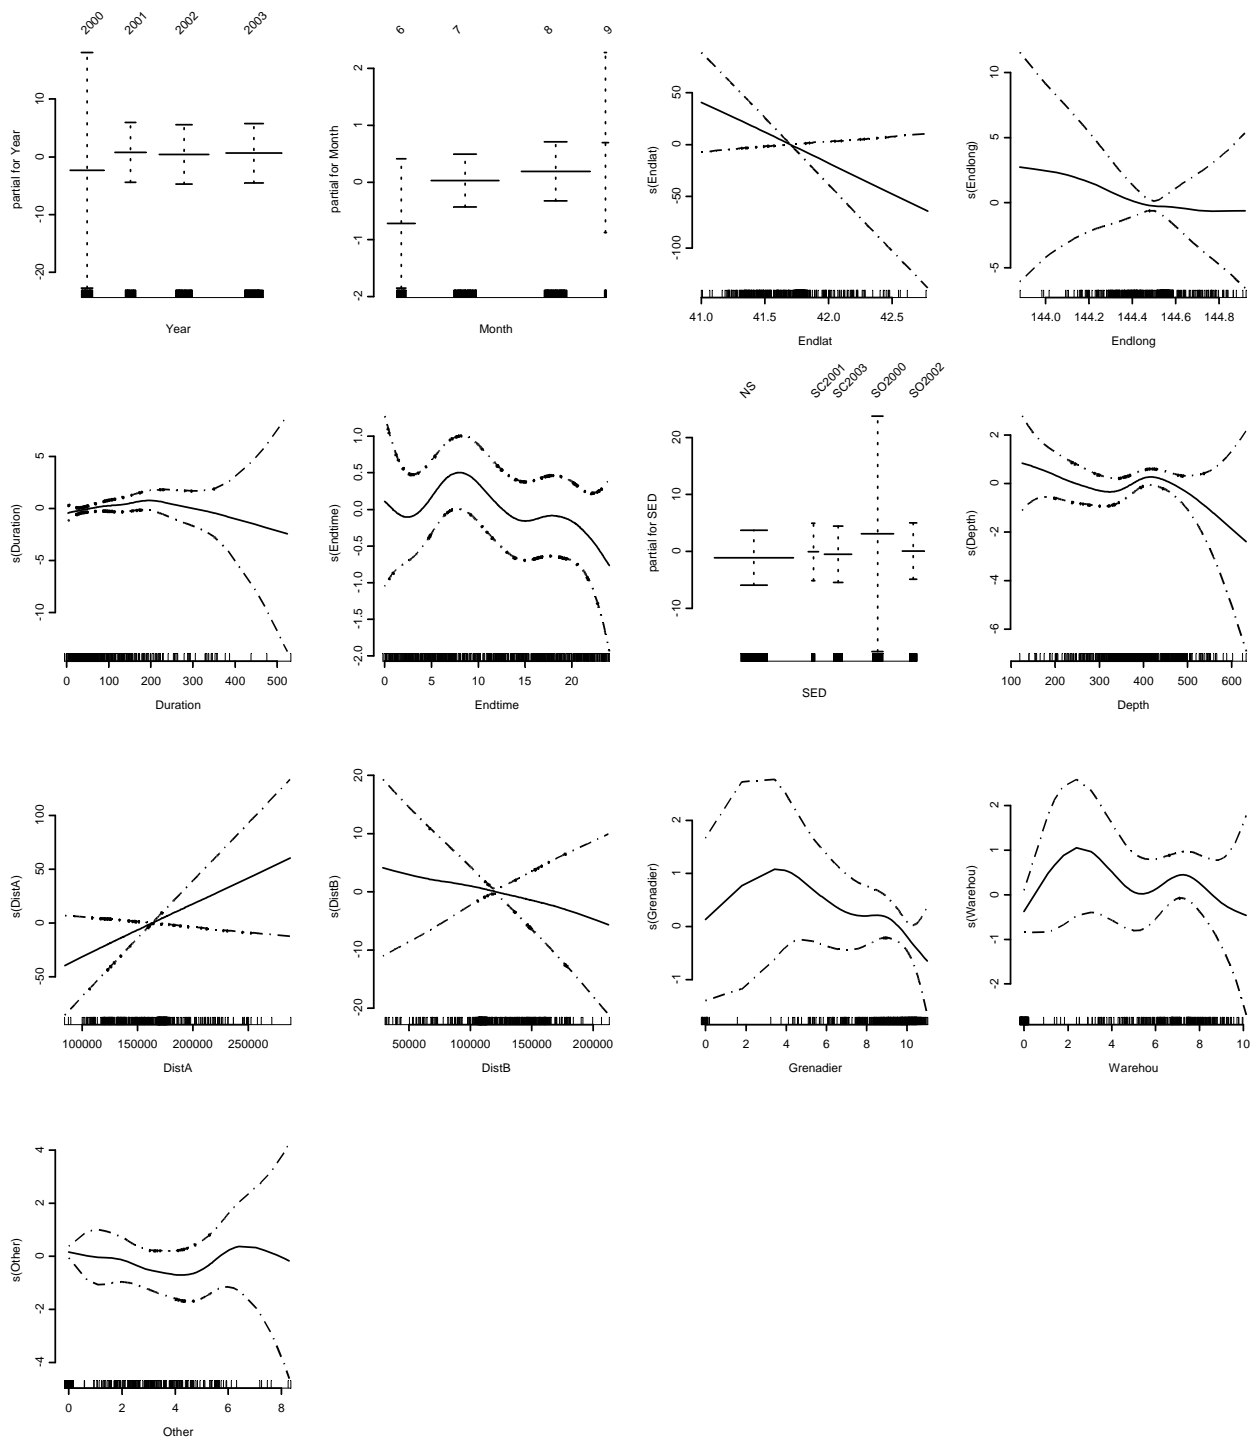 2000 2001 2002 2003
partial for Year
10
0
-10
-20
Year
6 7 8 9
partial for Month
2
1
0
-1
-2
Month
s(Endlat)
50
0
-50
-100
41.0 41.5 42.0 42.5
Endlat
s(Endlong)
10
5
0
-5
144.0 144.2 144.4 144.6 144.8
Endlong
s(Duration)
5
0
-5
-10
0 100 200 300 400 500
Duration
s(Endtime)
1.0
0.5
0.0
-0.5
-1.0
-1.5
-2.0
0 5 10 15 20
Endtime
NS SC2001 SC2003 SO2000 SO2002
partial for SED
20
10
0
-10
SED
s(Depth)
2
0
-2
-4
-6
100 200 300 400 500 600
Depth
s(DistA)
100
50
0
-50
100000 150000 200000 250000
DistA
s(DistB)
20
10
0
-10
-20
50000 100000 150000 200000
DistB
s(Grenadier)
2
1
0
-1
0 2 4 6 8 10
Grenadier
s(Warehou)
2
1
0
-1
-2
0 2 4 6 8 10
Warehou
s(Other)
4
2
0
-2
-4
0 2 4 6 8
Other